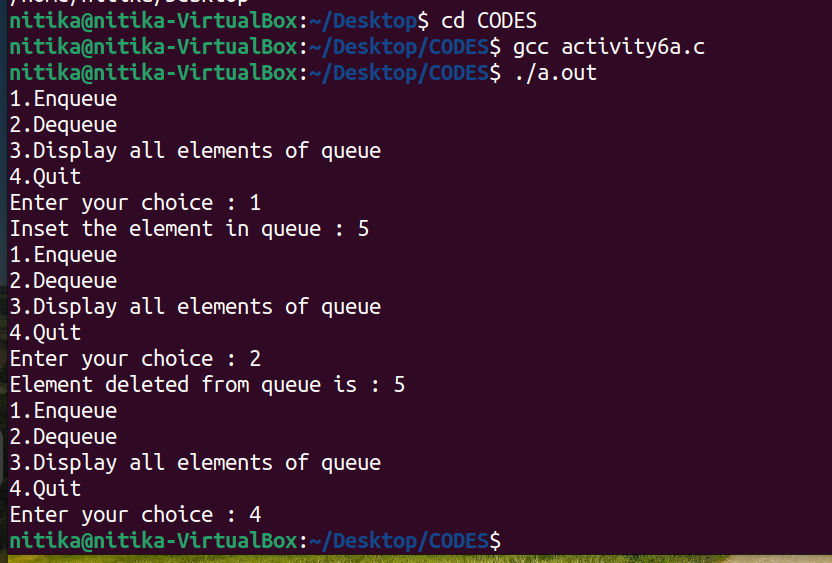 nitika@nitika-VirtualBox:~/Desktop$ cd CODES
nitika@nitika-VirtualBox:~/Desktop/CODES$ gcc activity6a.c
nitika@nitika-VirtualBox:~/Desktop/CODES$ ./a.out
1.Enqueue
2.Dequeue
3.Display all elements of queue
4.Quit
Enter your choice : 1
Inset the element in queue : 5
1.Enqueue
2.Dequeue
3.Display all elements of queue
4.Quit
Enter your choice : 2
Element deleted from queue is : 5
1.Enqueue
2.Dequeue
3.Display all elements of queue
4.Quit
Enter your choice : 4
nitika@nitika-VirtualBox:~/Desktop/CODES$